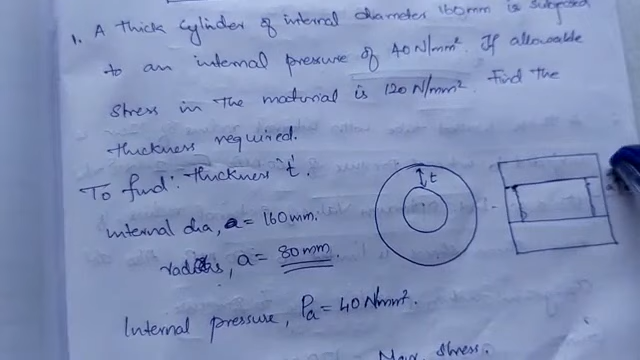 1. A thick cylinder of internal diameter 160mm is subjected
to an internal pressure of 40 N/mm². If allowable
stress in the material is 120 N/mm². Find the
thickness required.
To find: thickness 't'.
internal dia, a = 160mm.
radius, a = 80mm.
t
Internal pressure, Pa = 40 N/mm².
Max. stress.